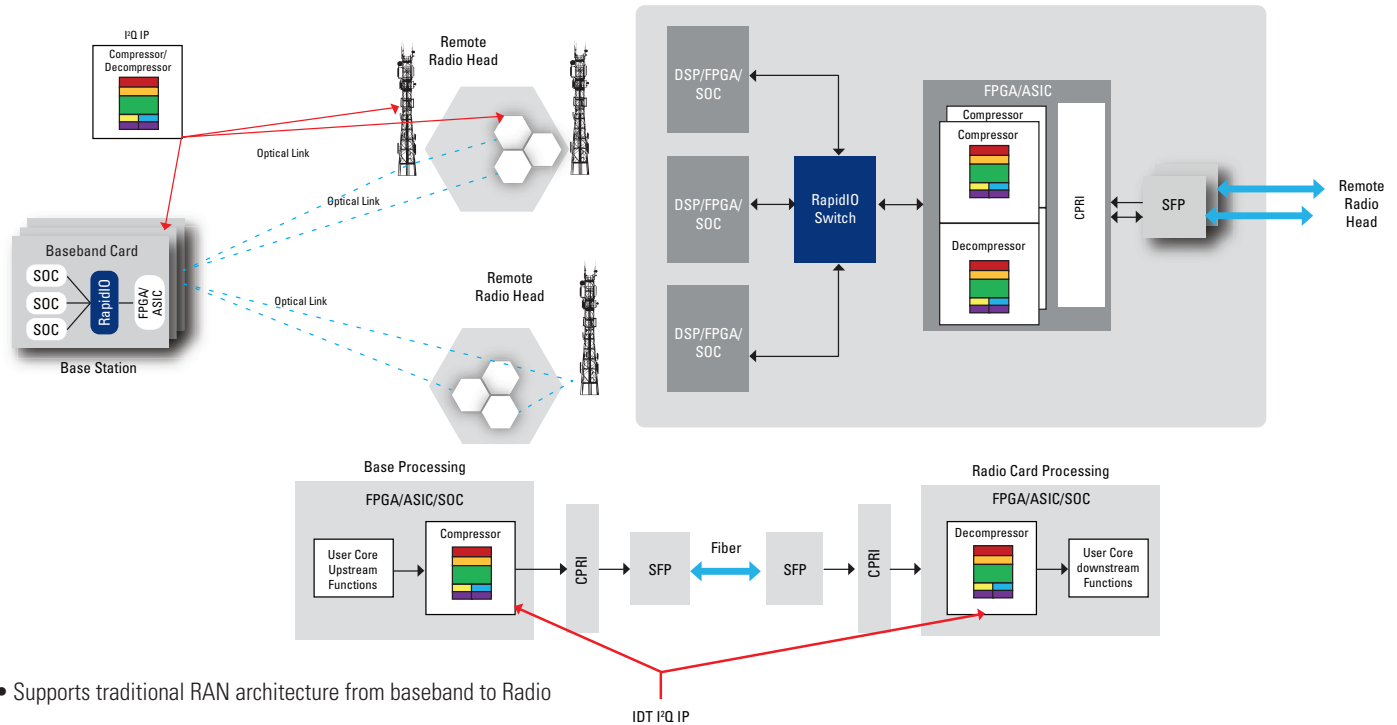 I²Q IP
Compressor/
Decompressor
Remote
Radio Head
Optical Link
Optical Link
Optical Link
Baseband Card
SOC
SOC
SOC
RapidIO
FPGA/
ASIC
Base Station
Remote
Radio Head
DSP/FPGA/
SOC
DSP/FPGA/
SOC
DSP/FPGA/
SOC
RapidIO
Switch
FPGA/ASIC
Compressor
Compressor
Decompressor
CPRI
SFP
Remote
Radio
Head
Base Processing
FPGA/ASIC/SOC
User Core
Upstream
Functions
Compressor
CPRI
SFP
Fiber
SFP
CPRI
Radio Card Processing
FPGA/ASIC/SOC
Decompressor
User Core
downstream
Functions
• Supports traditional RAN architecture from baseband to Radio
IDT I²Q IP